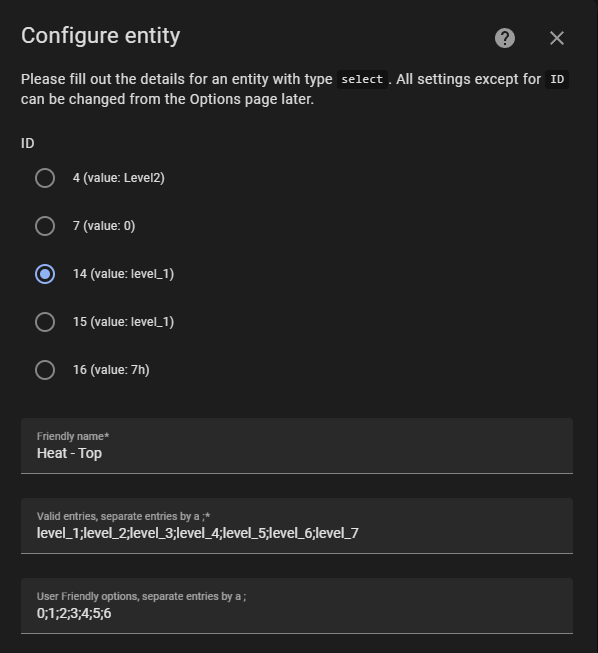 Configure entity
?
Please fill out the details for an entity with type select . All settings except for ID
can be changed from the Options page later.
ID
4 (value: Level2)
7 (value: 0)
14 (value: level_1)
15 (value: level_1)
16 (value: 7h)
Friendly name*
Heat - Top
Valid entries, separate entries by a ;*
level_1;level_2;level_3;level_4;level_5;level_6;level_7
User Friendly options, separate entries by a ;
0;1;2;3;4;5;6